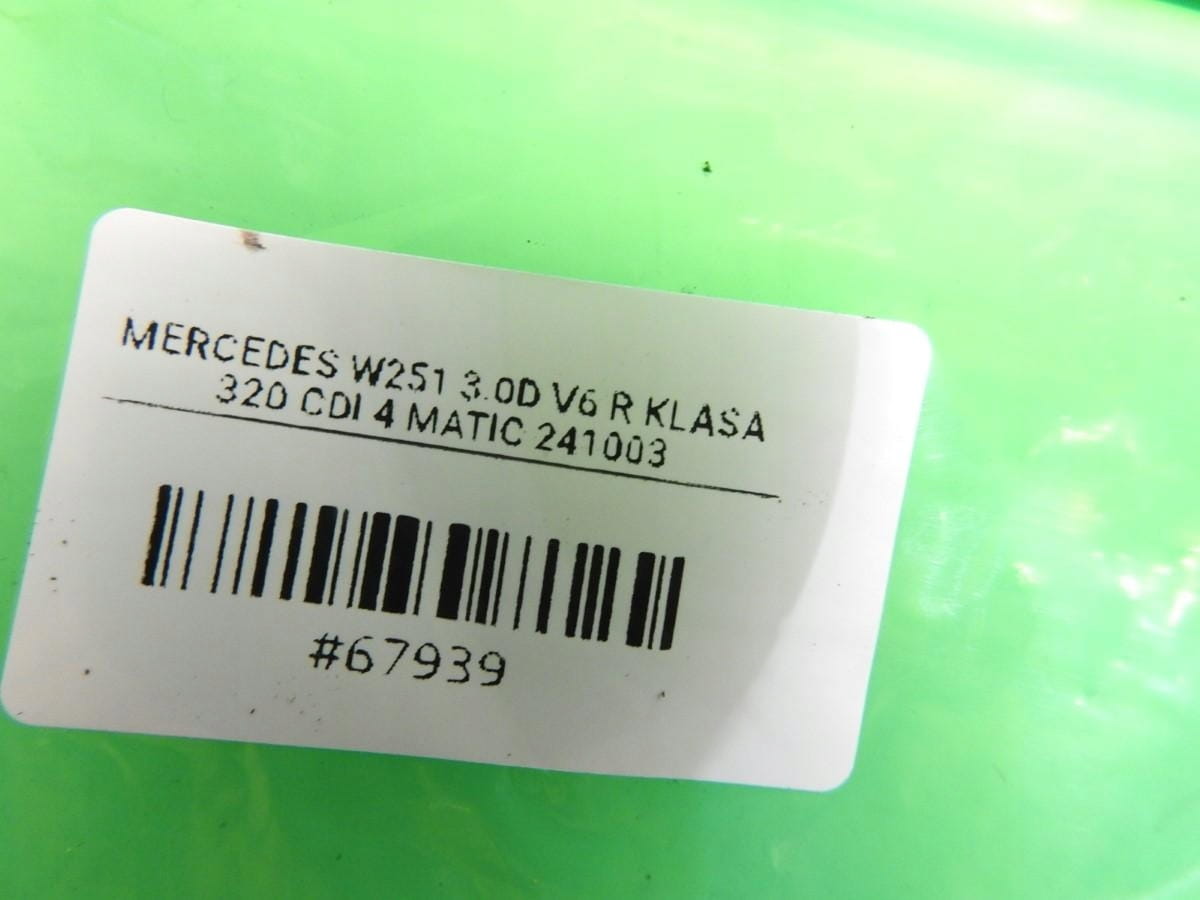 MERCEDES W251 3.0D V6 R KLASA
320 CDI 4 MATIC 241003
#67939